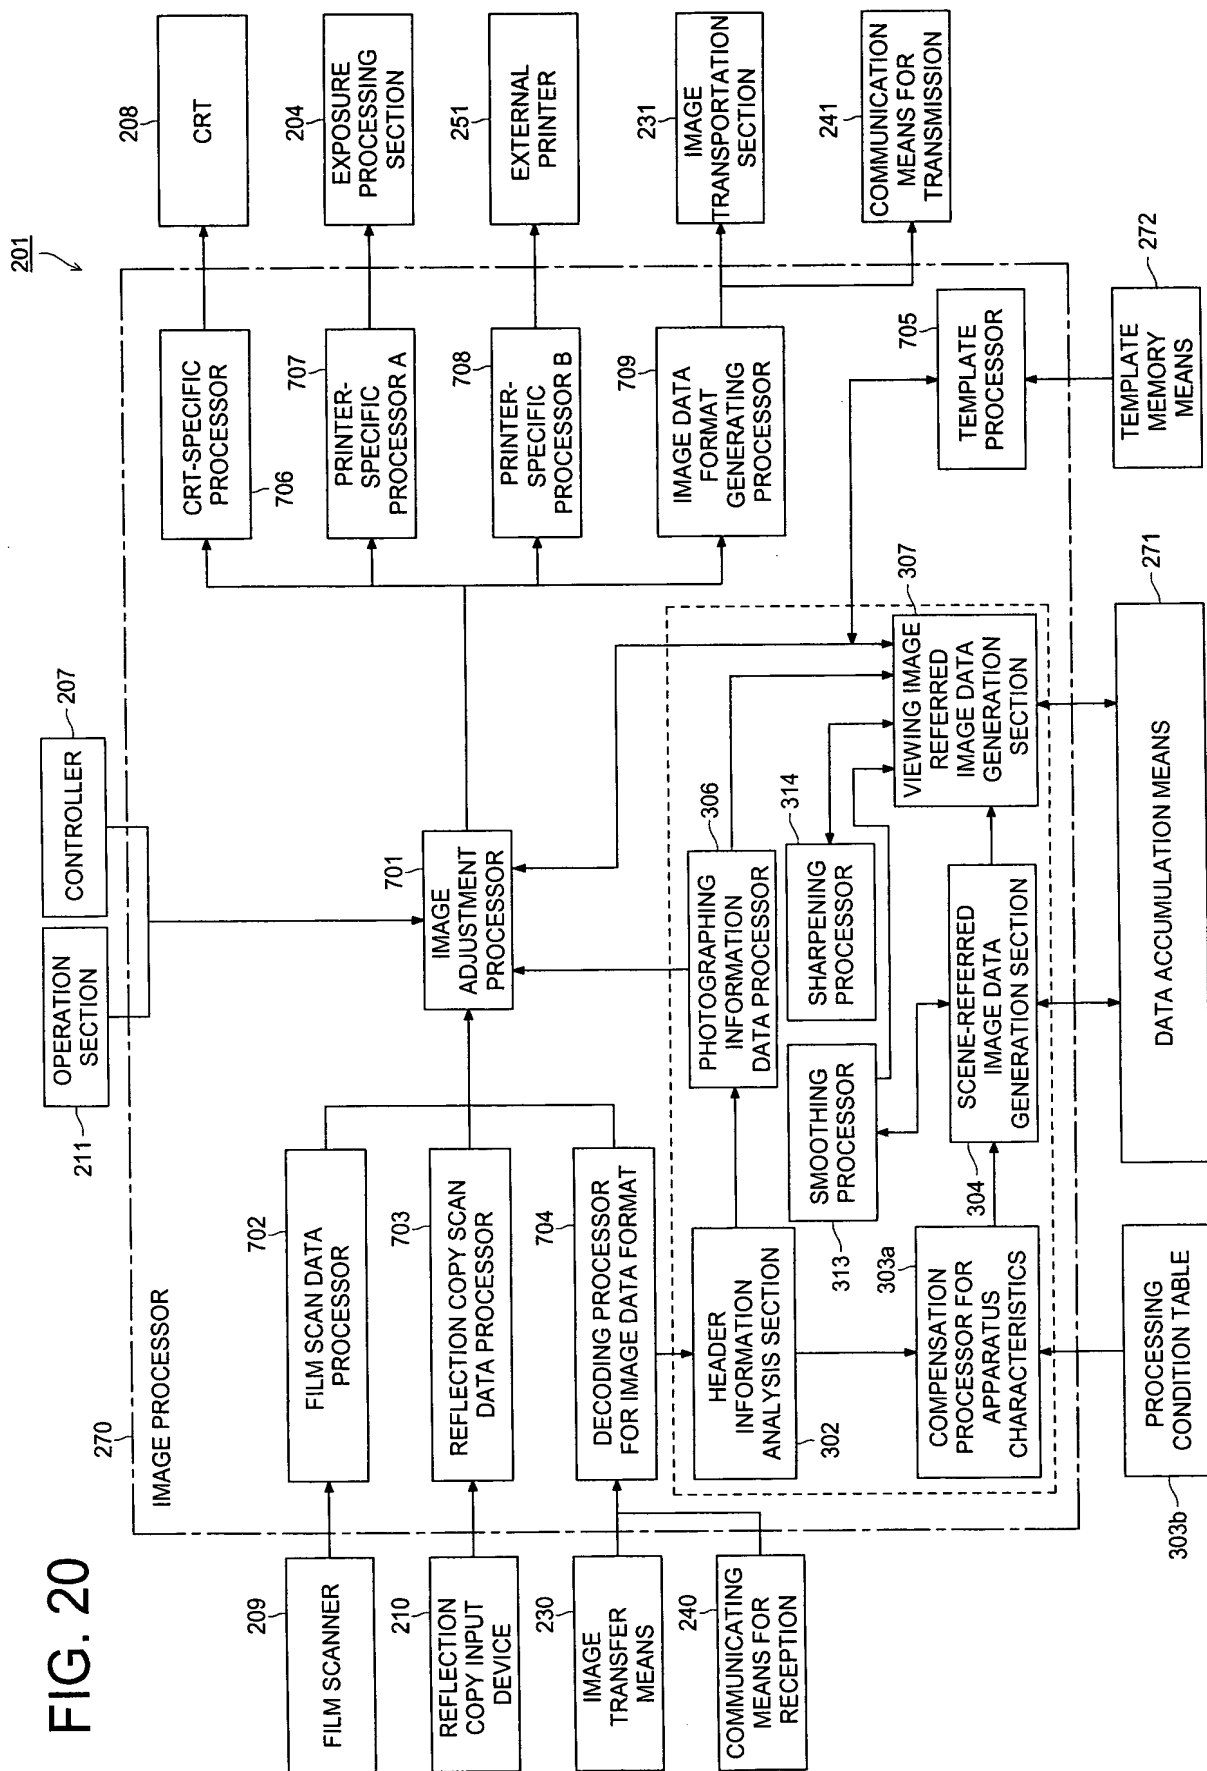 FIG. 20
201
OPERATION
SECTION
211
CONTROLLER
207
270
IMAGE PROCESSOR
209
FILM SCANNER
702
FILM SCAN DATA
PROCESSOR
210
REFLECTION
COPY INPUT
DEVICE
703
REFLECTION COPY SCAN
DATA PROCESSOR
230
IMAGE
TRANSFER
MEANS
704
DECODING PROCESSOR
FOR IMAGE DATA FORMAT
240
COMMUNICATING
MEANS FOR
RECEPTION
701
IMAGE
ADJUSTMENT
PROCESSOR
CRT-SPECIFIC
PROCESSOR
706
208
CRT
707
PRINTER-
SPECIFIC
PROCESSOR A
204
EXPOSURE
PROCESSING
SECTION
708
PRINTER-
SPECIFIC
PROCESSOR B
251
EXTERNAL
PRINTER
709
IMAGE DATA
FORMAT
GENERATING
PROCESSOR
231
IMAGE
TRANSPORTATION
SECTION
241
COMMUNICATION
MEANS FOR
TRANSMISSION
705
TEMPLATE
PROCESSOR
272
TEMPLATE
MEMORY
MEANS
HEADER
INFORMATION
ANALYSIS SECTION
302
306
PHOTOGRAPHING
INFORMATION
DATA PROCESSOR
SMOOTHING
PROCESSOR
313
314
SHARPENING
PROCESSOR
307
VIEWING IMAGE
REFERRED
IMAGE DATA
GENERATION
SECTION
303a
COMPENSATION
PROCESSOR FOR
APPARATUS
CHARACTERISTICS
304
SCENE-REFERRED
IMAGE DATA
GENERATION SECTION
PROCESSING
CONDITION TABLE
303b
271
DATA ACCUMULATION MEANS